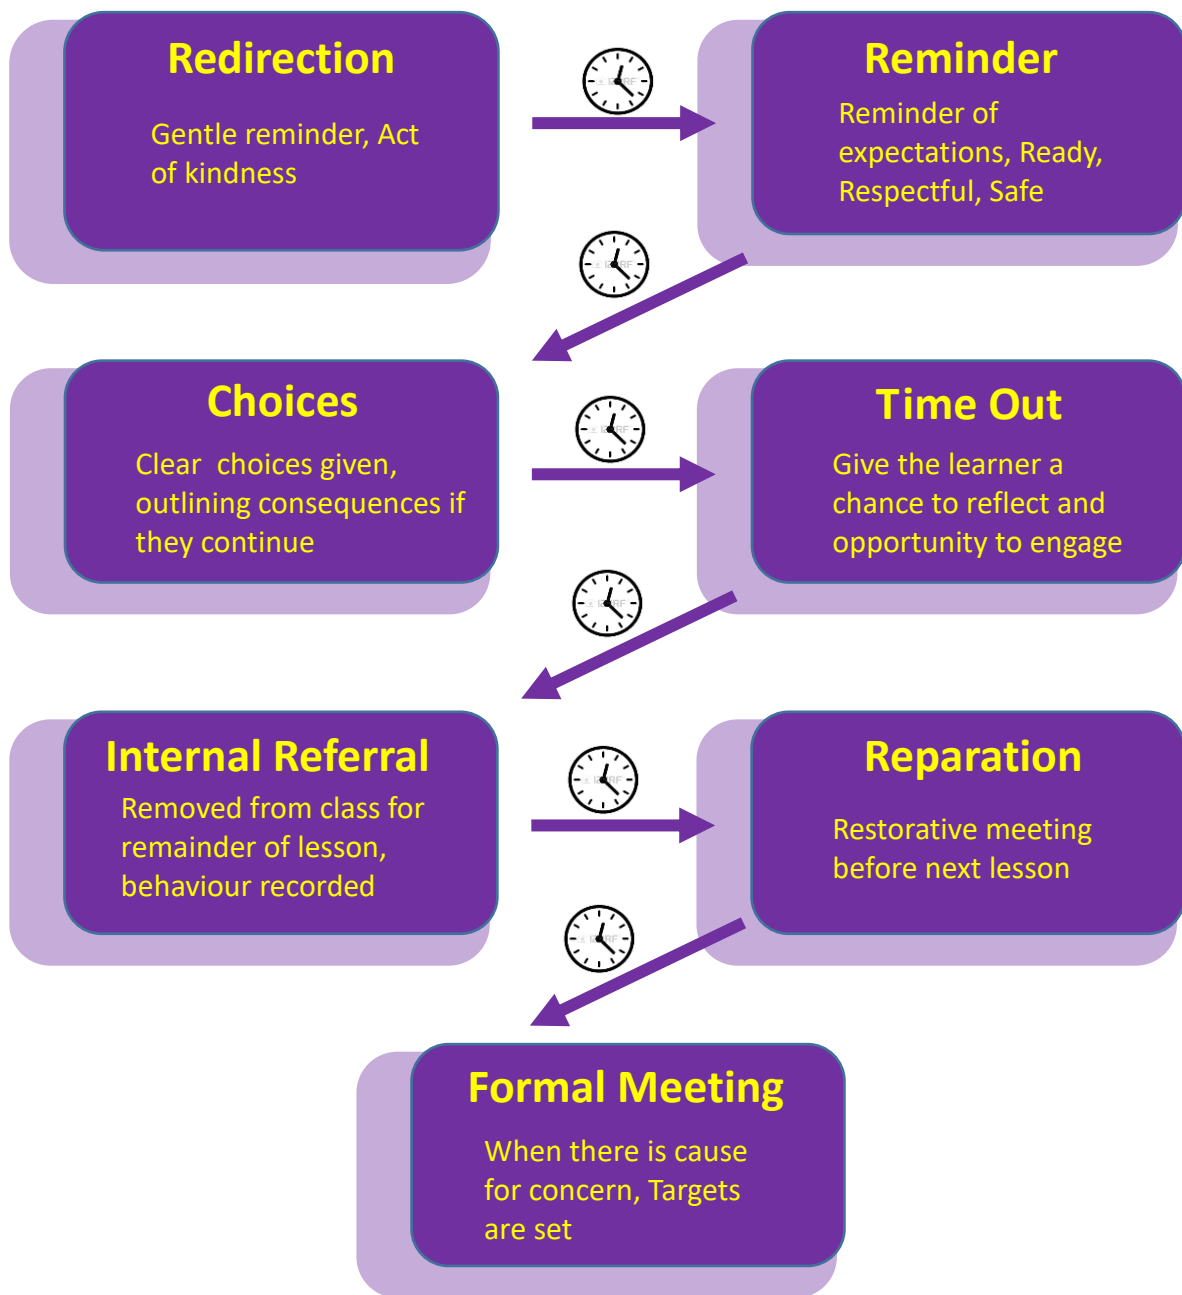 Redirection
Gentle reminder, Act
of kindness
Reminder
Reminder of
expectations, Ready,
Respectful, Safe
Choices
Clear  choices given,
outlining consequences if
they continue
Time Out
Give the learner a
chance to reflect and
opportunity to engage
Internal Referral
Removed from class for
remainder of lesson,
behaviour recorded
Reparation
Restorative meeting
before next lesson
Formal Meeting
When there is cause
for concern, Targets
are set